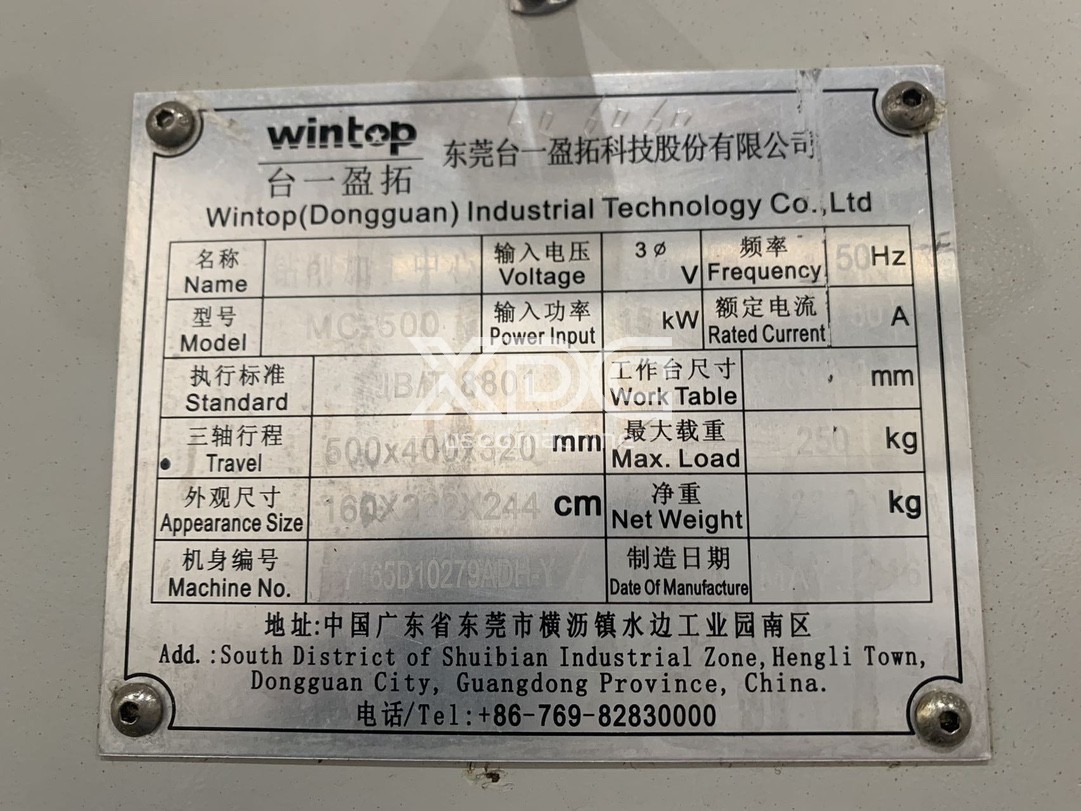 wintop
台一盈拓
东莞台一盈拓科技股份有限公司
Wintop(Dongguan) Industrial Technology Co.,Ltd
名称 Name 输入电压 Voltage 3ø V 频率 Frequency 50 Hz
型号 Model MC-500 输入功率 Power Input kW 额定电流 Rated Current A
执行标准 Standard 8801 工作台尺寸 Work Table mm
三轴行程 Travel 500x400x320 mm 最大载重 Max. Load 250 kg
外观尺寸 Appearance Size cm 净重 Net Weight kg
机身编号 Machine No. 制造日期 Date Of Manufacture
地址:中国广东省东莞市横沥镇水边工业园南区
Add.:South District of Shuibian Industrial Zone,Hengli Town,
Dongguan City, Guangdong Province, China.
电话/Tel:+86-769-82830000
XDG